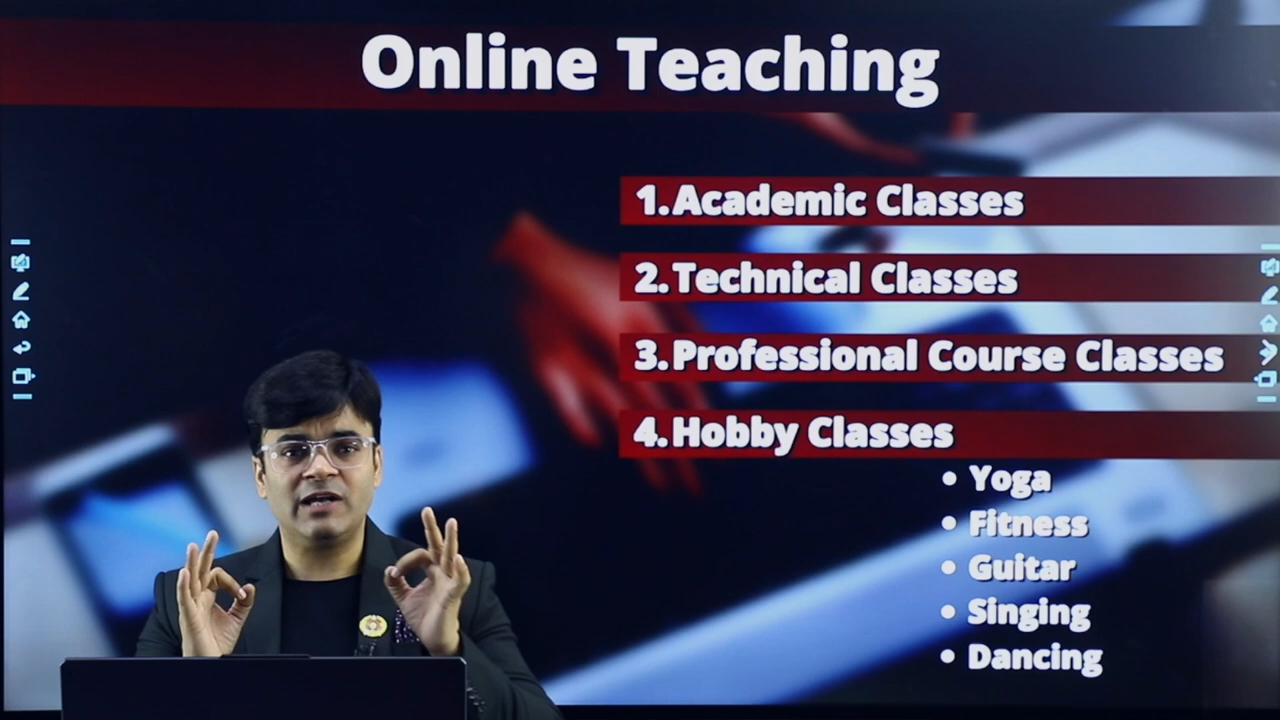 Online Teaching
1. Academic Classes
2. Technical Classes
3. Professional Course Classes
4. Hobby Classes
• Yoga
• Fitness
• Guitar
• Singing
• Dancing